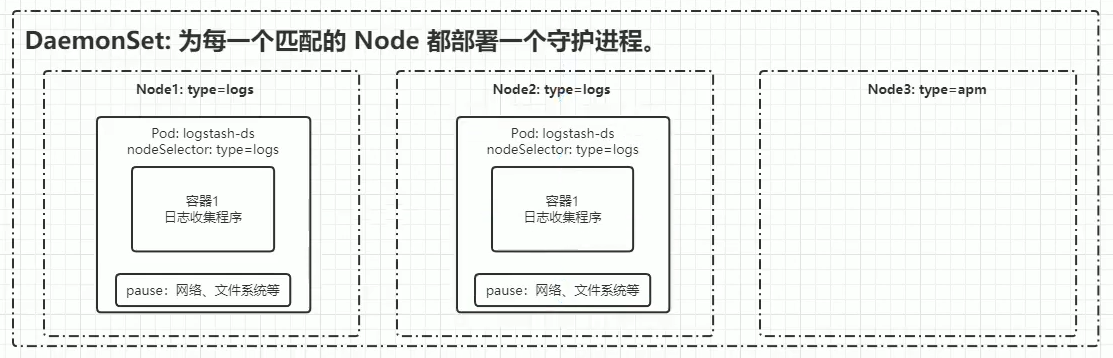 DaemonSet: 为每一个匹配的 Node 都部署一个守护进程。
Node1: type=logs
Pod: logstash-ds
nodeSelector: type=logs
容器1
日志收集程序
pause：网络、文件系统等
Node2: type=logs
Pod: logstash-ds
nodeSelector: type=logs
容器1
日志收集程序
pause：网络、文件系统等
Node3: type=apm